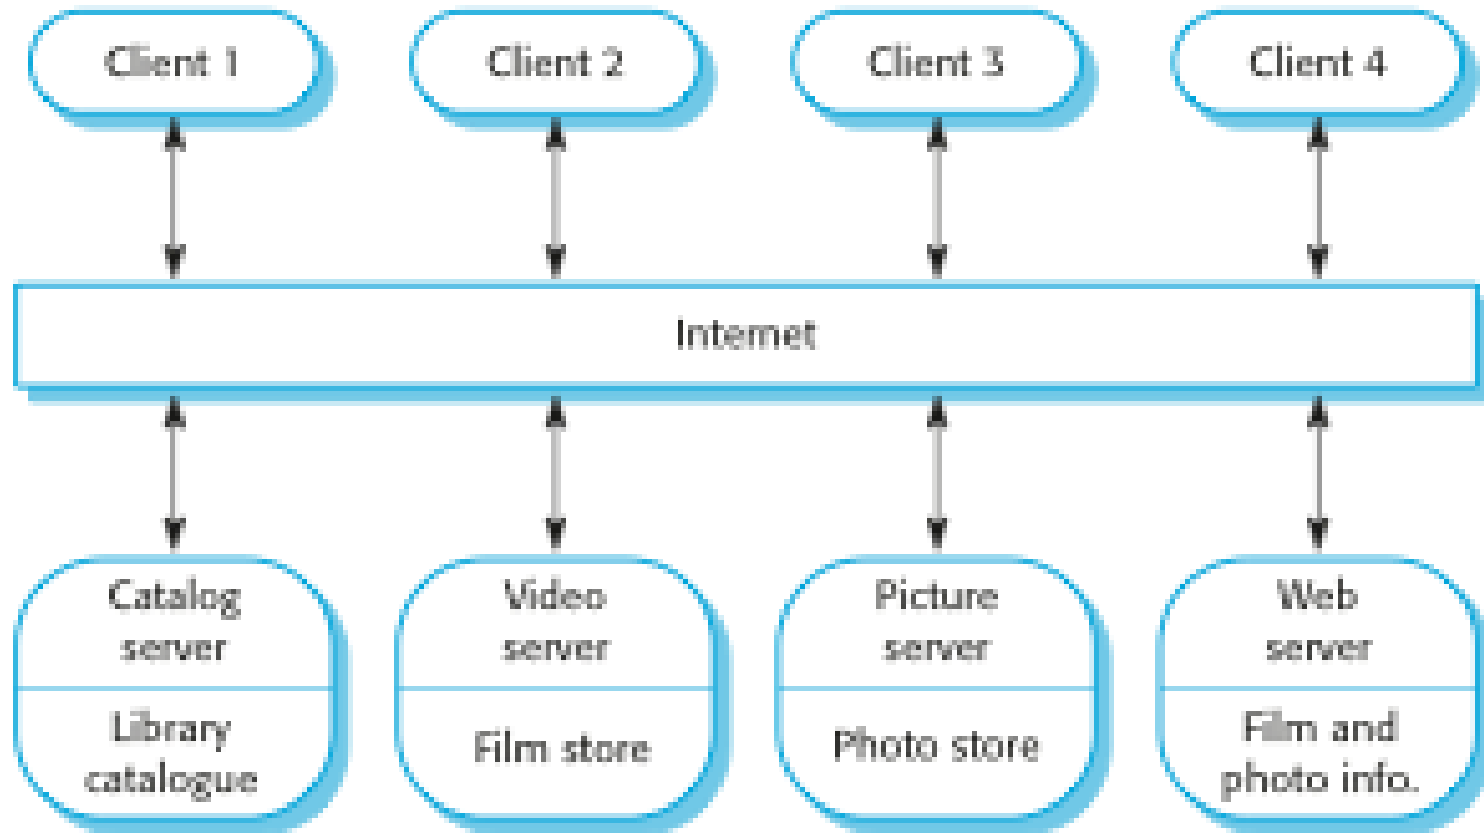 Client 1
Client 2
Client 3
Client 4
Internet
Catalog
server
Library
catalogue
Video
server
Film store
Picture
server
Photo store
Web
server
Film and
photo info.